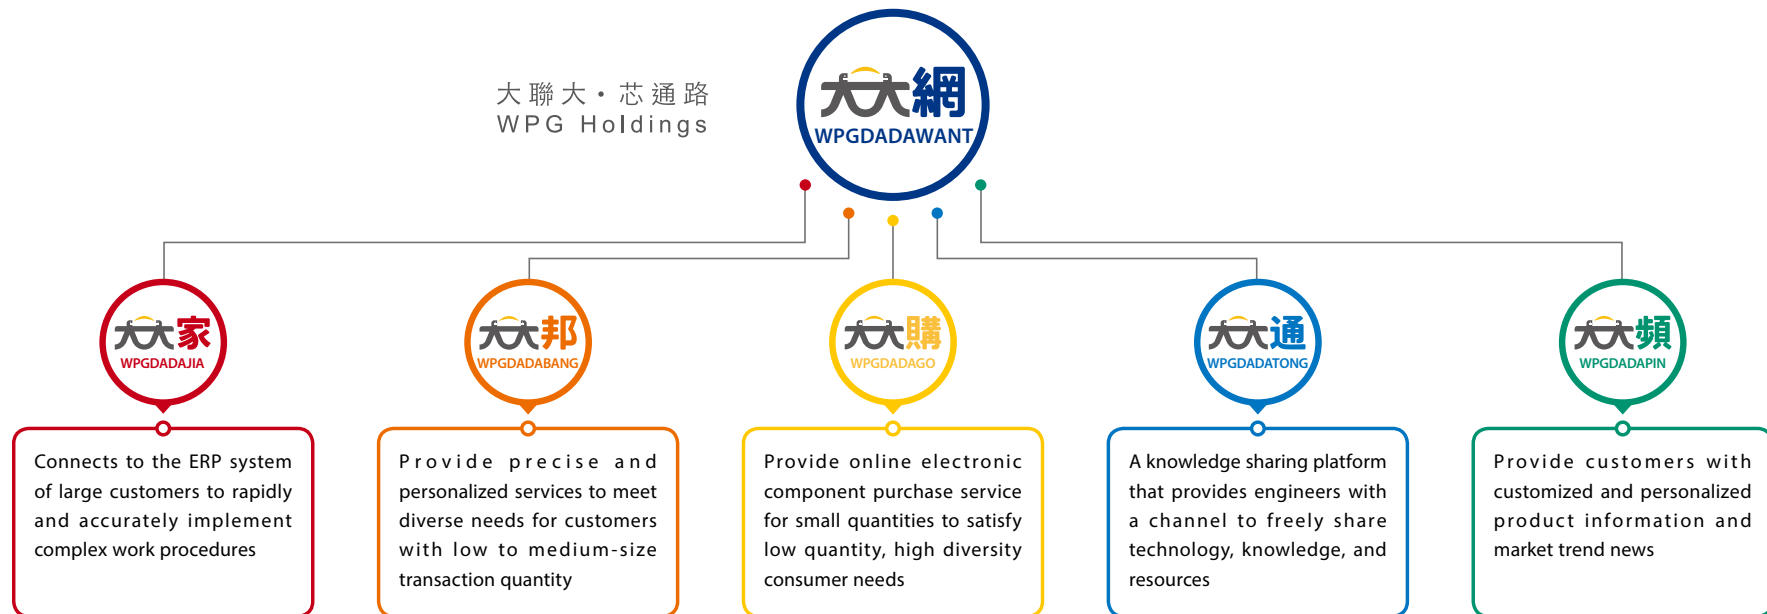 大聯大・芯通路
WPG Holdings
大大網
WPGDADAWANT
大大家
WPGDADAJIA
大大邦
WPGDADABANG
大大購
WPGDADAGO
大大通
WPGDADATONG
大大頻
WPGDADAPIN
Connects to the ERP system
of large customers to rapidly
and accurately implement
complex work procedures
Provide precise and
personalized services to meet
diverse needs for customers
with low to medium-size
transaction quantity
Provide online electronic
component purchase service
for small quantities to satisfy
low quantity, high diversity
consumer needs
A knowledge sharing platform
that provides engineers with
a channel to freely share
technology, knowledge, and
resources
Provide customers with
customized and personalized
product information and
market trend news